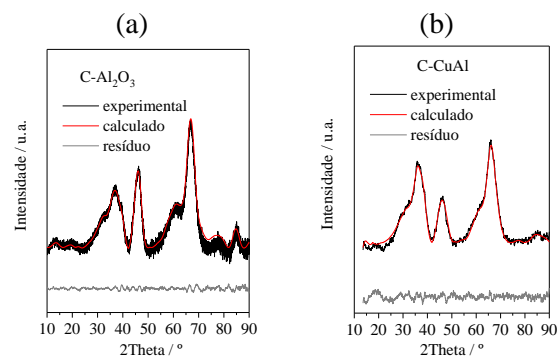 (a)
C-Al₂O₃
experimental
calculado
resíduo
Intensidade / u.a.
10 20 30 40 50 60 70 80 90
2Theta / º
(b)
C-CuAl
experimental
calculado
resíduo
Intensidade / u.a.
10 20 30 40 50 60 70 80 90
2Theta / º